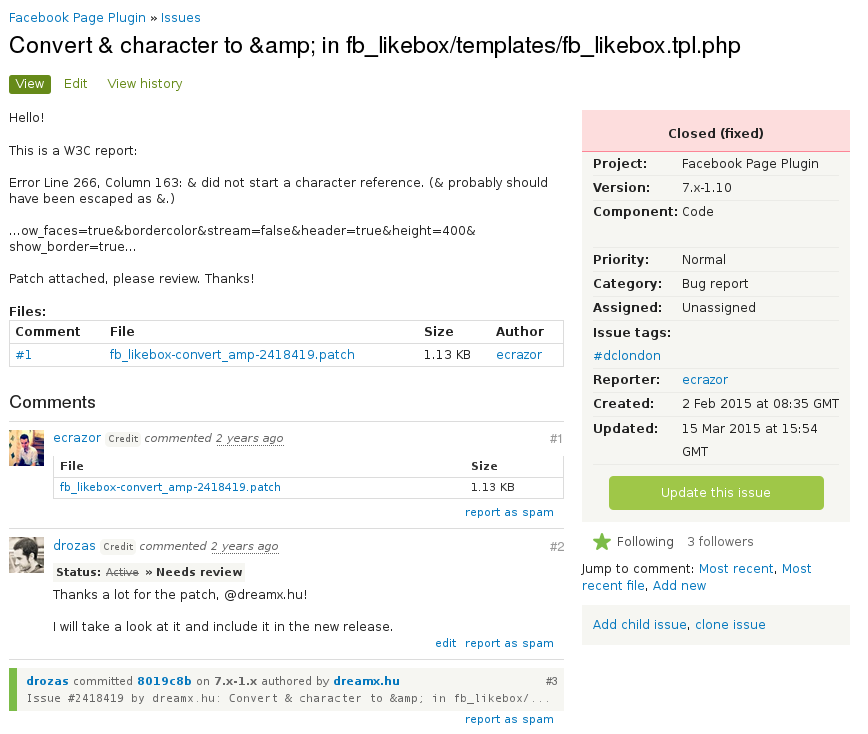 Facebook Page Plugin » Issues
Convert & character to &amp; in fb_likebox/templates/fb_likebox.tpl.php
View Edit View history
Hello!
This is a W3C report:
Error Line 266, Column 163: & did not start a character reference. (& probably should
have been escaped as &.)
...ow_faces=true&bordercolor&stream=false&header=true&height=400&
show_border=true...
Patch attached, please review. Thanks!
Files:
Comment File Size Author
#1 fb_likebox-convert_amp-2418419.patch 1.13 KB ecrazor
Comments
ecrazor Credit commented 2 years ago #1
File Size
fb_likebox-convert_amp-2418419.patch 1.13 KB
report as spam
drozas Credit commented 2 years ago #2
Status: Active » Needs review
Thanks a lot for the patch, @dreamx.hu!
I will take a look at it and include it in the new release.
edit report as spam
drozas committed 8019c8b on 7.x-1.x authored by dreamx.hu #3
Issue #2418419 by dreamx.hu: Convert & character to &amp; in fb_likebox/...
report as spam
Closed (fixed)
Project: Facebook Page Plugin
Version: 7.x-1.10
Component: Code
Priority: Normal
Category: Bug report
Assigned: Unassigned
Issue tags:
#dclondon
Reporter: ecrazor
Created: 2 Feb 2015 at 08:35 GMT
Updated: 15 Mar 2015 at 15:54
GMT
Update this issue
Following 3 followers
Jump to comment: Most recent, Most
recent file, Add new
Add child issue, clone issue